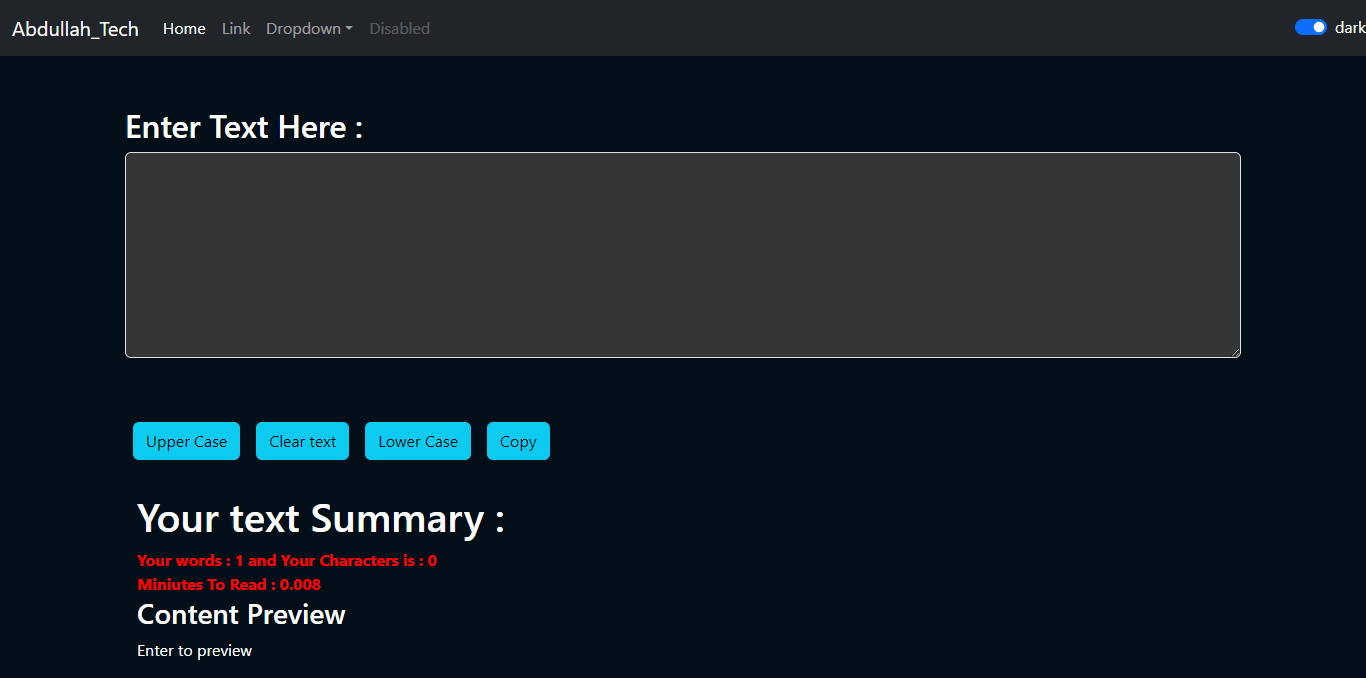 Abdullah_Tech Home Link Dropdown Disabled dark
Enter Text Here :
Upper Case Clear text Lower Case Copy
Your text Summary :
Your words : 1 and Your Characters is : 0
Miniutes To Read : 0.008
Content Preview
Enter to preview